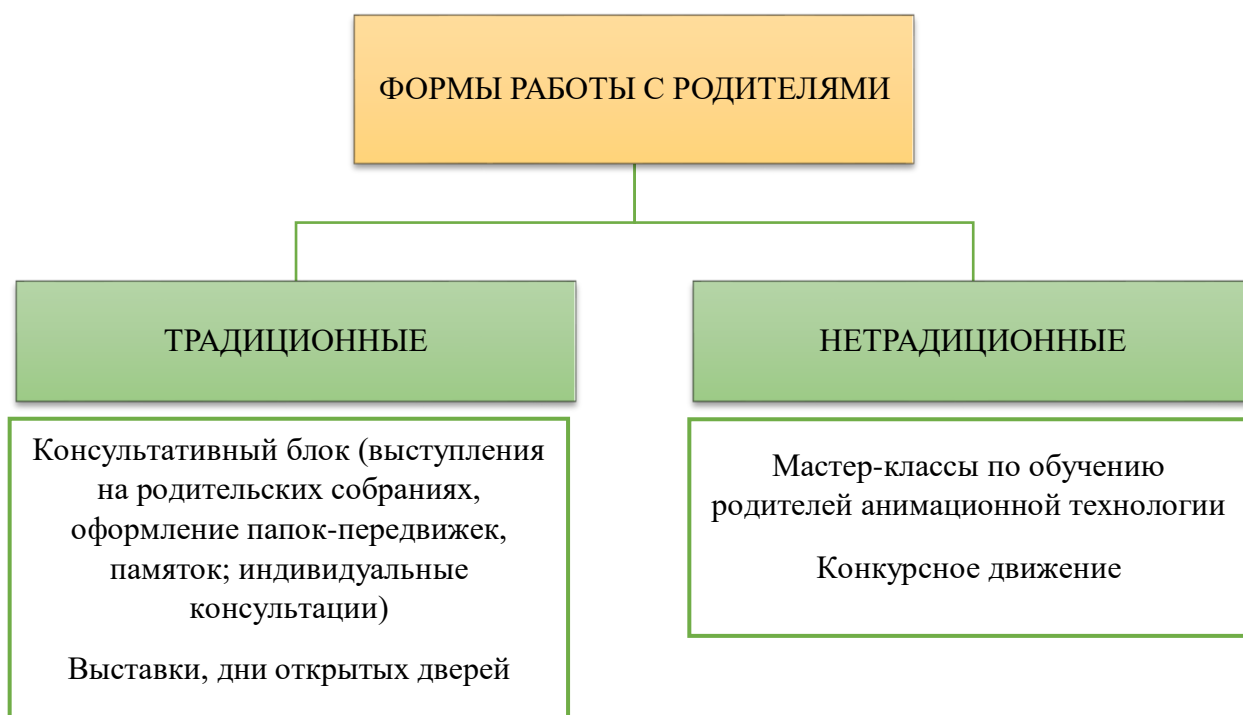 ФОРМЫ РАБОТЫ С РОДИТЕЛЯМИ
ТРАДИЦИОННЫЕ
Консультативный блок (выступления
на родительских собраниях,
оформление папок-передвижек,
памяток; индивидуальные
консультации)
Выставки, дни открытых дверей
НЕТРАДИЦИОННЫЕ
Мастер-классы по обучению
родителей анимационной технологии
Конкурсное движение